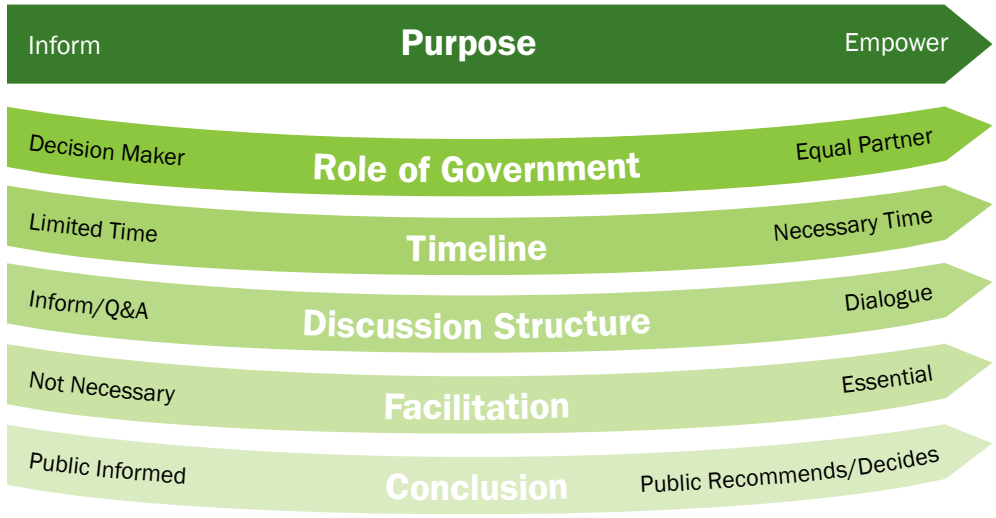 Inform Purpose Empower
Decision Maker Role of Government Equal Partner
Limited Time Timeline Necessary Time
Inform/Q&A Discussion Structure Dialogue
Not Necessary Facilitation Essential
Public Informed Conclusion Public Recommends/Decides